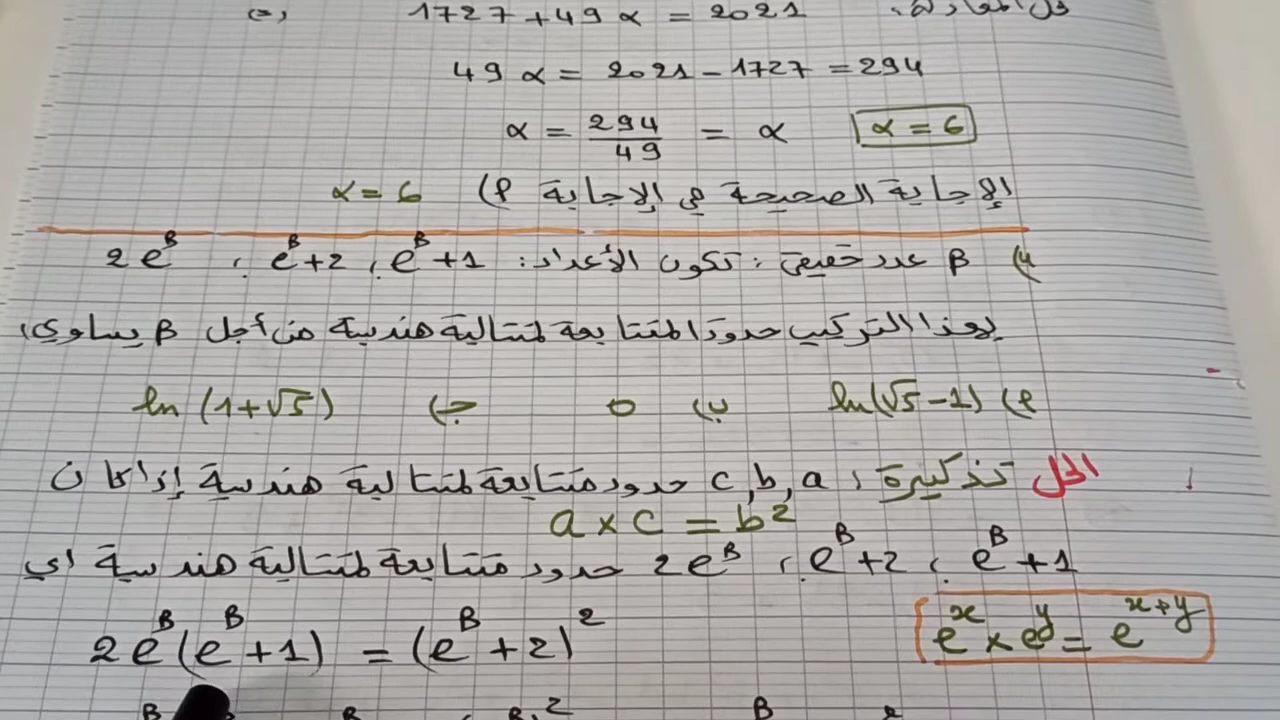 1727 + 49 α = 2021
49 α = 2021 - 1727 = 294
α = 294/49 = α α = 6
الإجابة الصحيحة هي الإجابة أ) α = 6
4) β عدد حقيقي، تكون الأعداد: e^β + 1 ، e^β + 2 ، 2e^β
بهذا التركيب حدودا متتابعة لمتتالية هندسية من أجل β يساوي:
أ) ln(√5 - 1) ب) 0 ج) ln(1 + √5)
الحل تذكيرة: a, b, c حدود متتابعة لمتتالية هندسية إذا كان
a × c = b²
e^β + 1 ، e^β + 2 ، 2e^β حدود متتابعة لمتتالية هندسية أي
2e^β(e^β + 1) = (e^β + 2)²
e^x × e^y = e^(x+y)